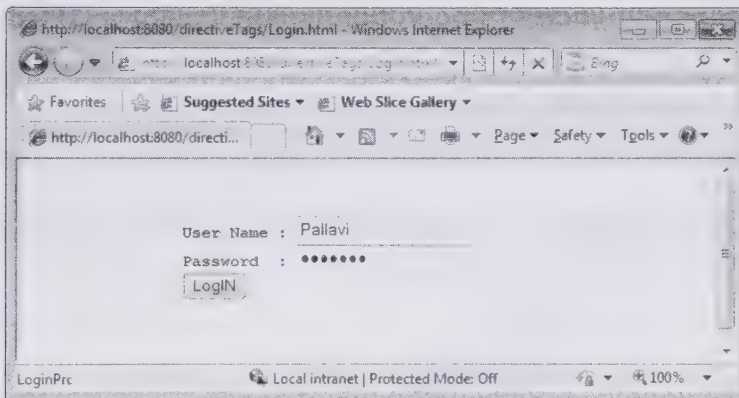 http://localhost:8080/directiveTags/Login.html - Windows Internet Explorer
localhost Bing
Favorites Suggested Sites Web Slice Gallery
http://localhost:8080/directi... Page Safety Tools »
User Name : Pallavi
Password : •••••••
LogIN
LoginPrc Local intranet | Protected Mode: Off 100%